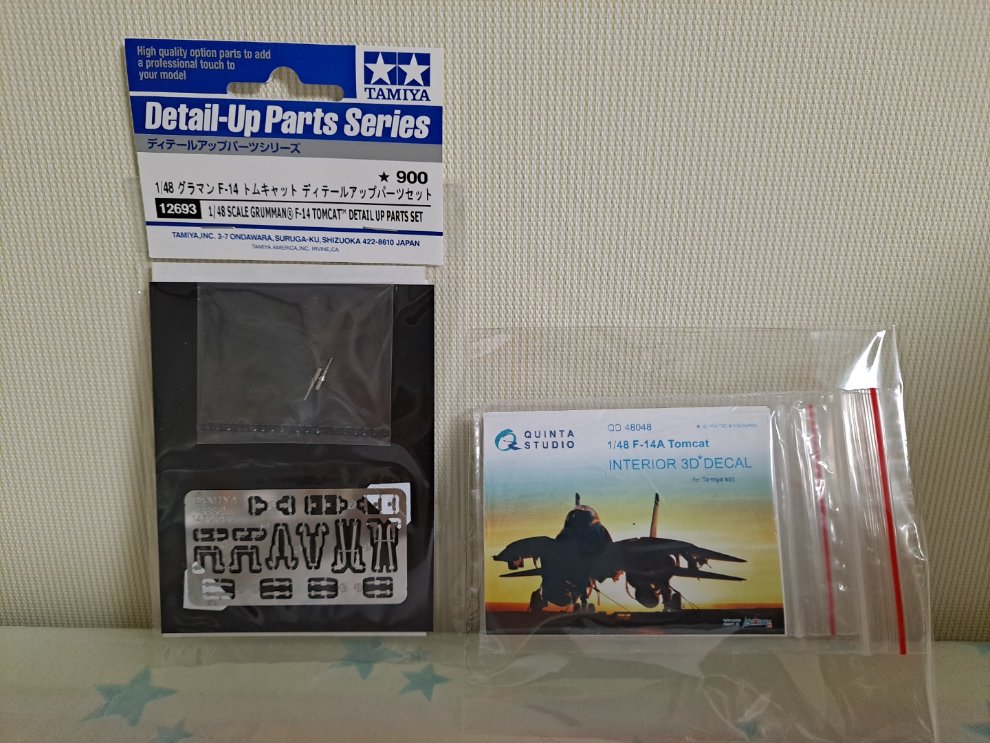 High quality option parts to add
a professional touch to
your model
TAMIYA
Detail-Up Parts Series
ディテールアップパーツシリーズ
★ 900
1/48 グラマン F-14 トムキャット ディテールアップパーツセット
12693 1/48 SCALE GRUMMAN® F-14 TOMCAT™ DETAIL UP PARTS SET
TAMIYA,INC. 3-7 ONDAWARA, SURUGA-KU, SHIZUOKA 422-8610 JAPAN
TAMIYA AMERICA,INC. IRVINE,CA
TAMIYA
QUINTA
STUDIO
QD 48048
1/48 F-14A Tomcat
INTERIOR 3D DECAL
(for Tamiya kit)